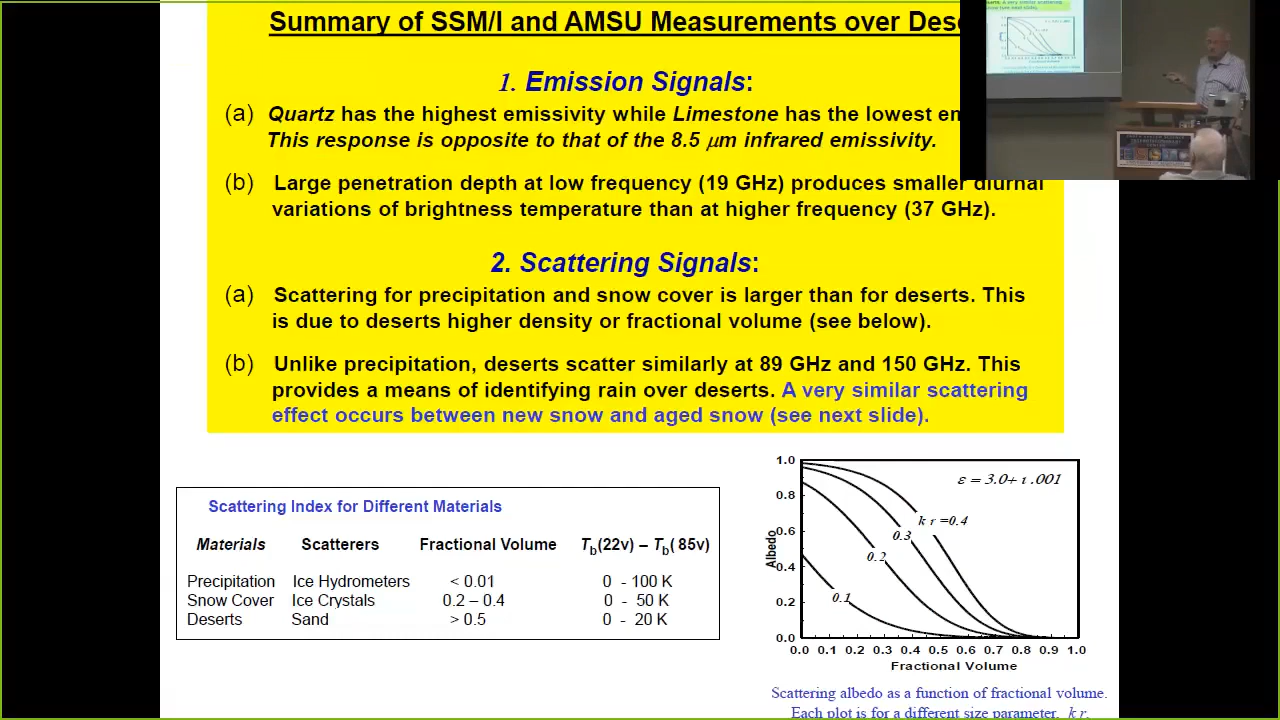 Summary of SSM/I and AMSU Measurements over Dese
1. Emission Signals:
(a) Quartz has the highest emissivity while Limestone has the lowest em
This response is opposite to that of the 8.5 μm infrared emissivity.
(b) Large penetration depth at low frequency (19 GHz) produces smaller diurnal
variations of brightness temperature than at higher frequency (37 GHz).
2. Scattering Signals:
(a) Scattering for precipitation and snow cover is larger than for deserts. This
is due to deserts higher density or fractional volume (see below).
(b) Unlike precipitation, deserts scatter similarly at 89 GHz and 150 GHz. This
provides a means of identifying rain over deserts. A very similar scattering
effect occurs between new snow and aged snow (see next slide).
Scattering Index for Different Materials
Materials Scatterers Fractional Volume Tb(22v) – Tb( 85v)
Precipitation Ice Hydrometers < 0.01 0 - 100 K
Snow Cover Ice Crystals 0.2 – 0.4 0 - 50 K
Deserts Sand > 0.5 0 - 20 K
1.0
0.8
0.6
0.4
0.2
0.0
Albedo
ε = 3.0+ ι .001
k r =0.4
0.3
0.2
0.1
0.0 0.1 0.2 0.3 0.4 0.5 0.6 0.7 0.8 0.9 1.0
Fractional Volume
Scattering albedo as a function of fractional volume.
Each plot is for a different size parameter, k r.